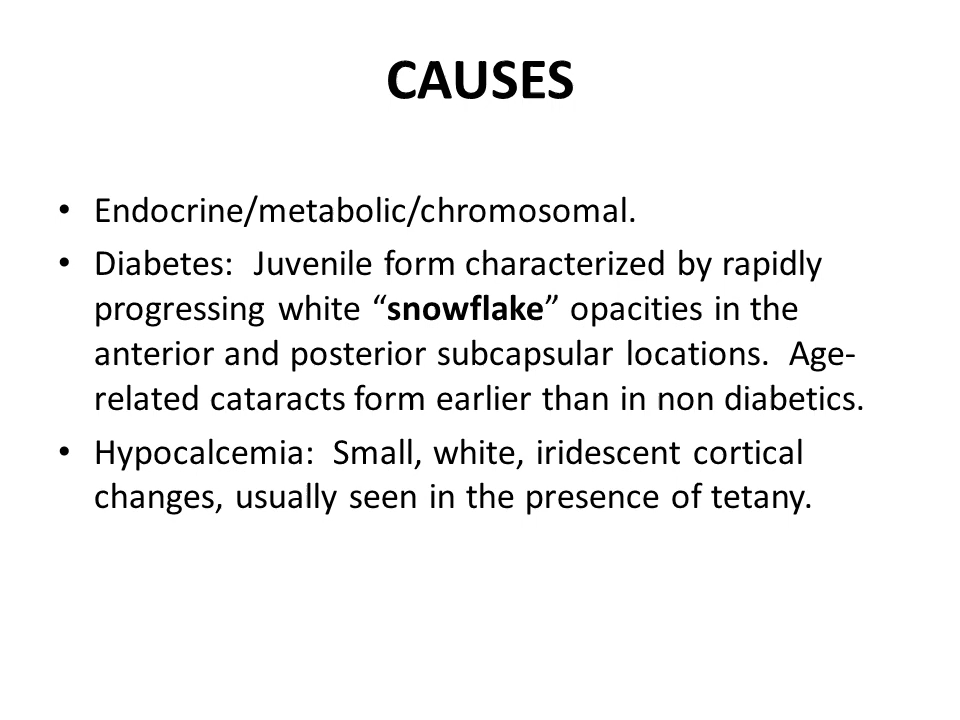 CAUSES
• Endocrine/metabolic/chromosomal.
• Diabetes:  Juvenile form characterized by rapidly
progressing white “snowflake” opacities in the
anterior and posterior subcapsular locations.  Age-
related cataracts form earlier than in non diabetics.
• Hypocalcemia:  Small, white, iridescent cortical
changes, usually seen in the presence of tetany.